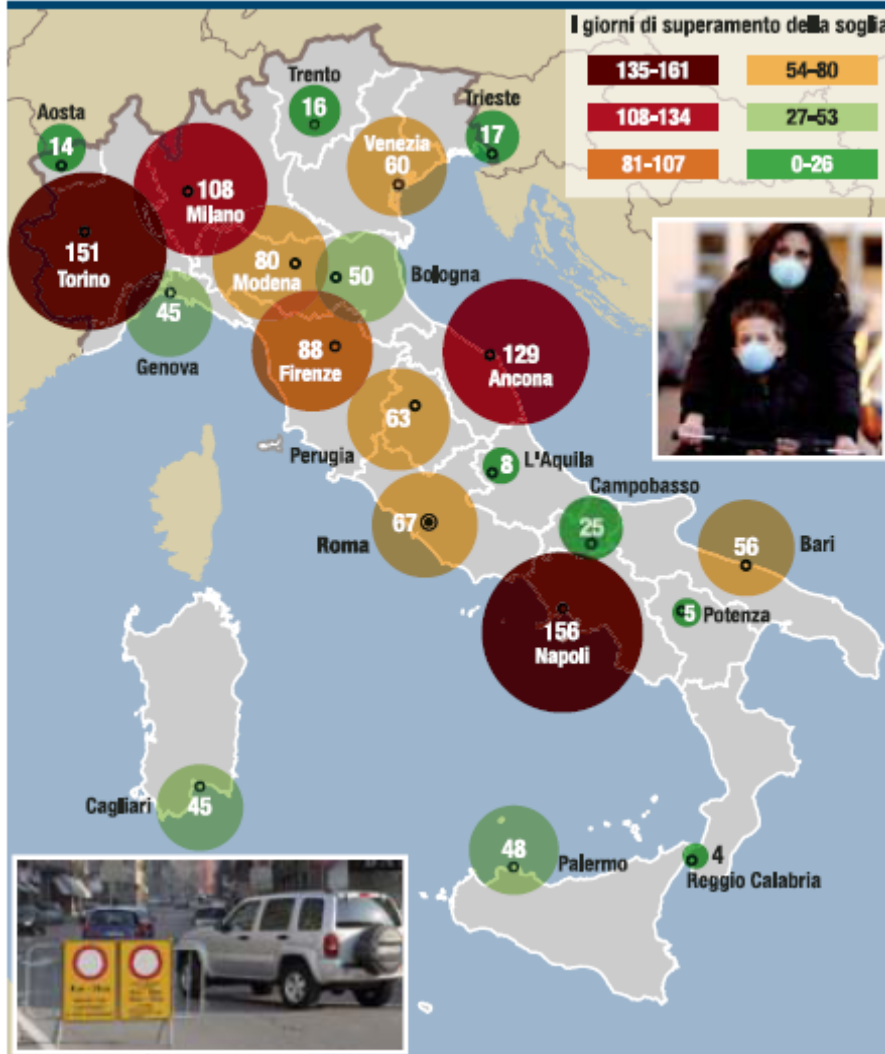 I giorni di superamento della soglia
135-161
54-80
108-134
27-53
81-107
0-26
Trento
16
Aosta
14
Trieste
17
Venezia
60
108
Milano
151
Torino
80
Modena
50
Bologna
45
Genova
88
Firenze
129
Ancona
63
Perugia
8
L'Aquila
Campobasso
25
67
Roma
56
Bari
5
Potenza
156
Napoli
45
Cagliari
48
Palermo
4
Reggio Calabria